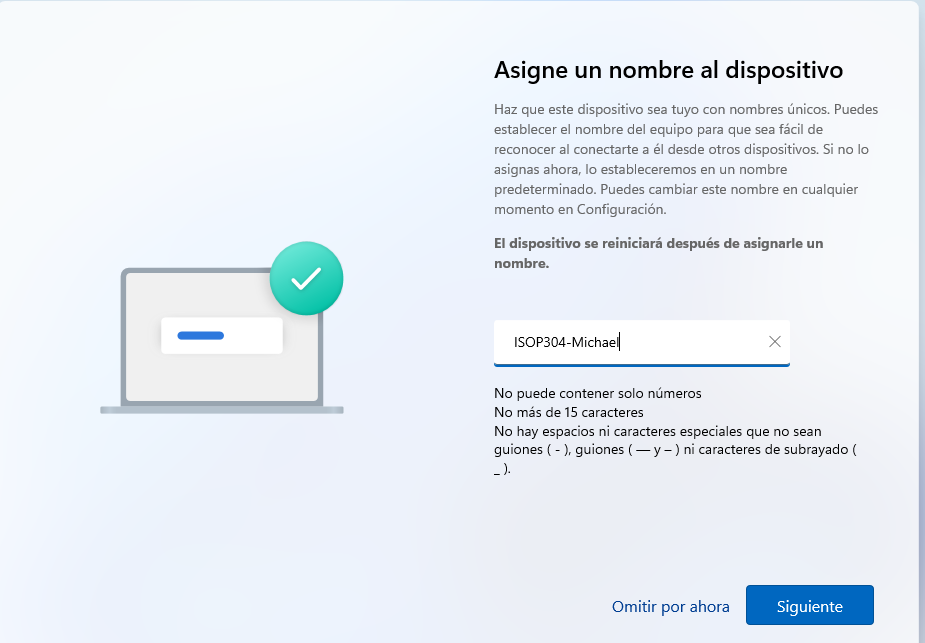 Asigne un nombre al dispositivo
Haz que este dispositivo sea tuyo con nombres únicos. Puedes
establecer el nombre del equipo para que sea fácil de
reconocer al conectarte a él desde otros dispositivos. Si no lo
asignas ahora, lo estableceremos en un nombre
predeterminado. Puedes cambiar este nombre en cualquier
momento en Configuración.
El dispositivo se reiniciará después de asignarle un
nombre.
ISOP304-Michael
No puede contener solo números
No más de 15 caracteres
No hay espacios ni caracteres especiales que no sean
guiones ( - ), guiones ( — y – ) ni caracteres de subrayado (
_ ).
Omitir por ahora
Siguiente